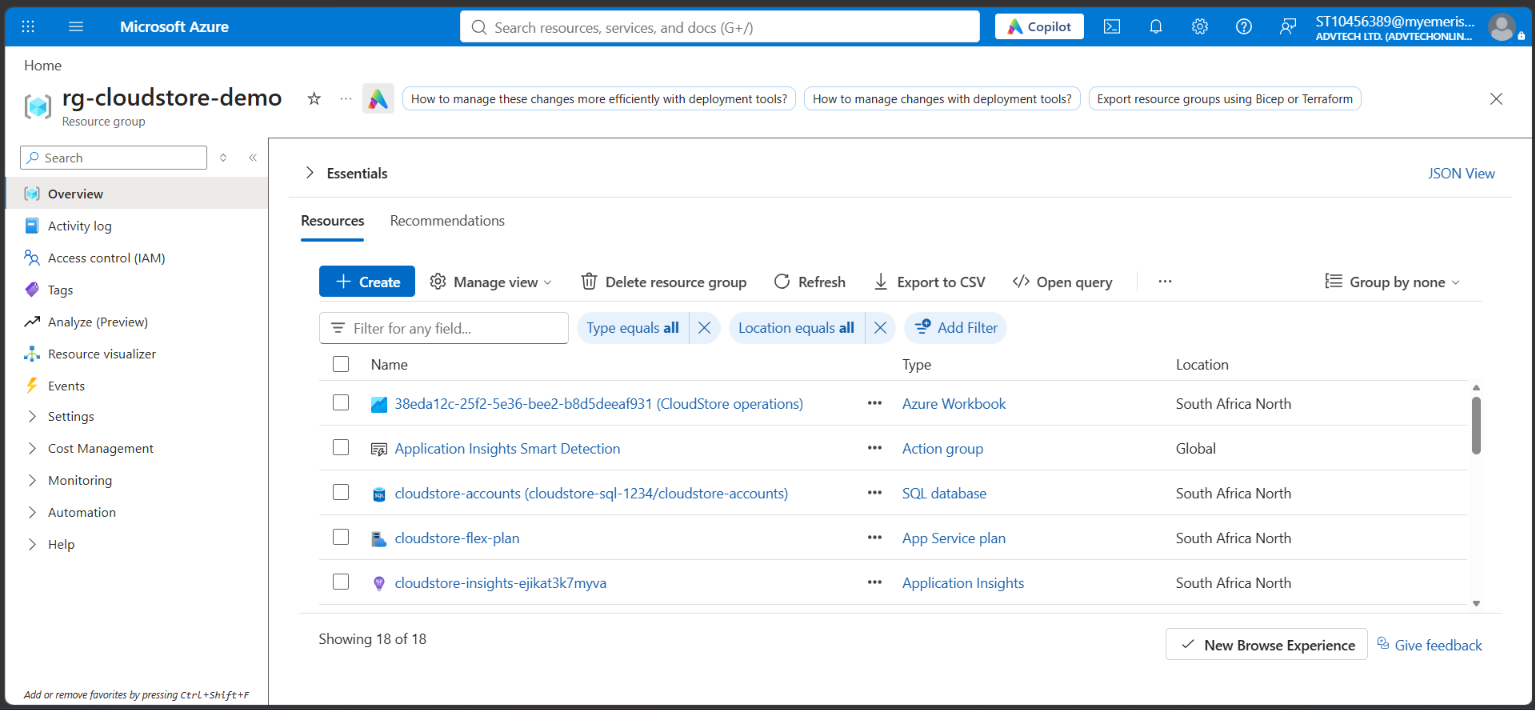 Microsoft Azure
Search resources, services, and docs (G+/)
Copilot
ST10456389@myemeris...
ADVTECH LTD. (ADVTECHONLIN...
Home
rg-cloudstore-demo
Resource group
How to manage these changes more efficiently with deployment tools?
How to manage changes with deployment tools?
Export resource groups using Bicep or Terraform
Search
Overview
Activity log
Access control (IAM)
Tags
Analyze (Preview)
Resource visualizer
Events
Settings
Cost Management
Monitoring
Automation
Help
Add or remove favorites by pressing Ctrl+Shift+F
Essentials
JSON View
Resources Recommendations
Create Manage view Delete resource group Refresh Export to CSV Open query ... Group by none
Filter for any field... Type equals all Location equals all Add Filter
Name Type Location
38eda12c-25f2-5e36-bee2-b8d5deeaf931 (CloudStore operations) ... Azure Workbook South Africa North
Application Insights Smart Detection ... Action group Global
cloudstore-accounts (cloudstore-sql-1234/cloudstore-accounts) ... SQL database South Africa North
cloudstore-flex-plan ... App Service plan South Africa North
cloudstore-insights-ejikat3k7myva ... Application Insights South Africa North
Showing 18 of 18
New Browse Experience
Give feedback